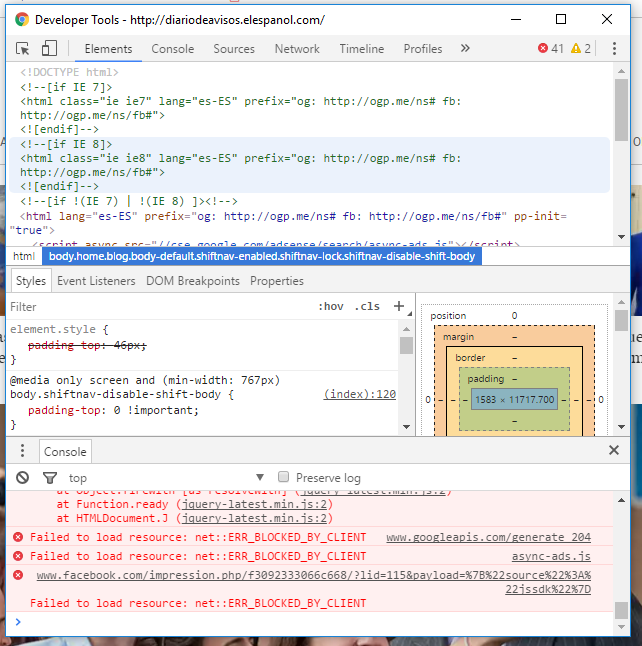 Developer Tools - http://diariodeavisos.elespanol.com/
Elements Console Sources Network Timeline Profiles » 41 2
<!DOCTYPE html>
<!--[if IE 7]>
<html class="ie ie7" lang="es-ES" prefix="og: http://ogp.me/ns# fb:
http://ogp.me/ns/fb#">
<![endif]-->
<!--[if IE 8]>
<html class="ie ie8" lang="es-ES" prefix="og: http://ogp.me/ns# fb:
http://ogp.me/ns/fb#">
<![endif]-->
<!--[if !(IE 7) | !(IE 8) ]><!-->
<html lang="es-ES" prefix="og: http://ogp.me/ns# fb: http://ogp.me/ns/fb#" pp-init=
"true">
<script async src="//cse.google.com/adsense/search/async-ads.js"></script>
html body.home.blog.body-default.shiftnav-enabled.shiftnav-lock.shiftnav-disable-shift-body
Styles Event Listeners DOM Breakpoints Properties
Filter :hov .cls +
element.style {
padding-top: 46px;
}
@media only screen and (min-width: 767px)
body.shiftnav-disable-shift-body { (index):120
padding-top: 0 !important;
}
position 0
margin –
border –
padding –
0 – – – 1583 × 11717.700 – – – 0
–
–
Console
top ▼ Preserve log
at Object.fireWith [as resolveWith] (jquery-latest.min.js:2)
at Function.ready (jquery-latest.min.js:2)
at HTMLDocument.J (jquery-latest.min.js:2)
Failed to load resource: net::ERR_BLOCKED_BY_CLIENT www.googleapis.com/generate_204
Failed to load resource: net::ERR_BLOCKED_BY_CLIENT async-ads.js
www.facebook.com/impression.php/f3092333066c668/?lid=115&payload=%7B%22source%22%3A%
22jssdk%22%7D
Failed to load resource: net::ERR_BLOCKED_BY_CLIENT
>